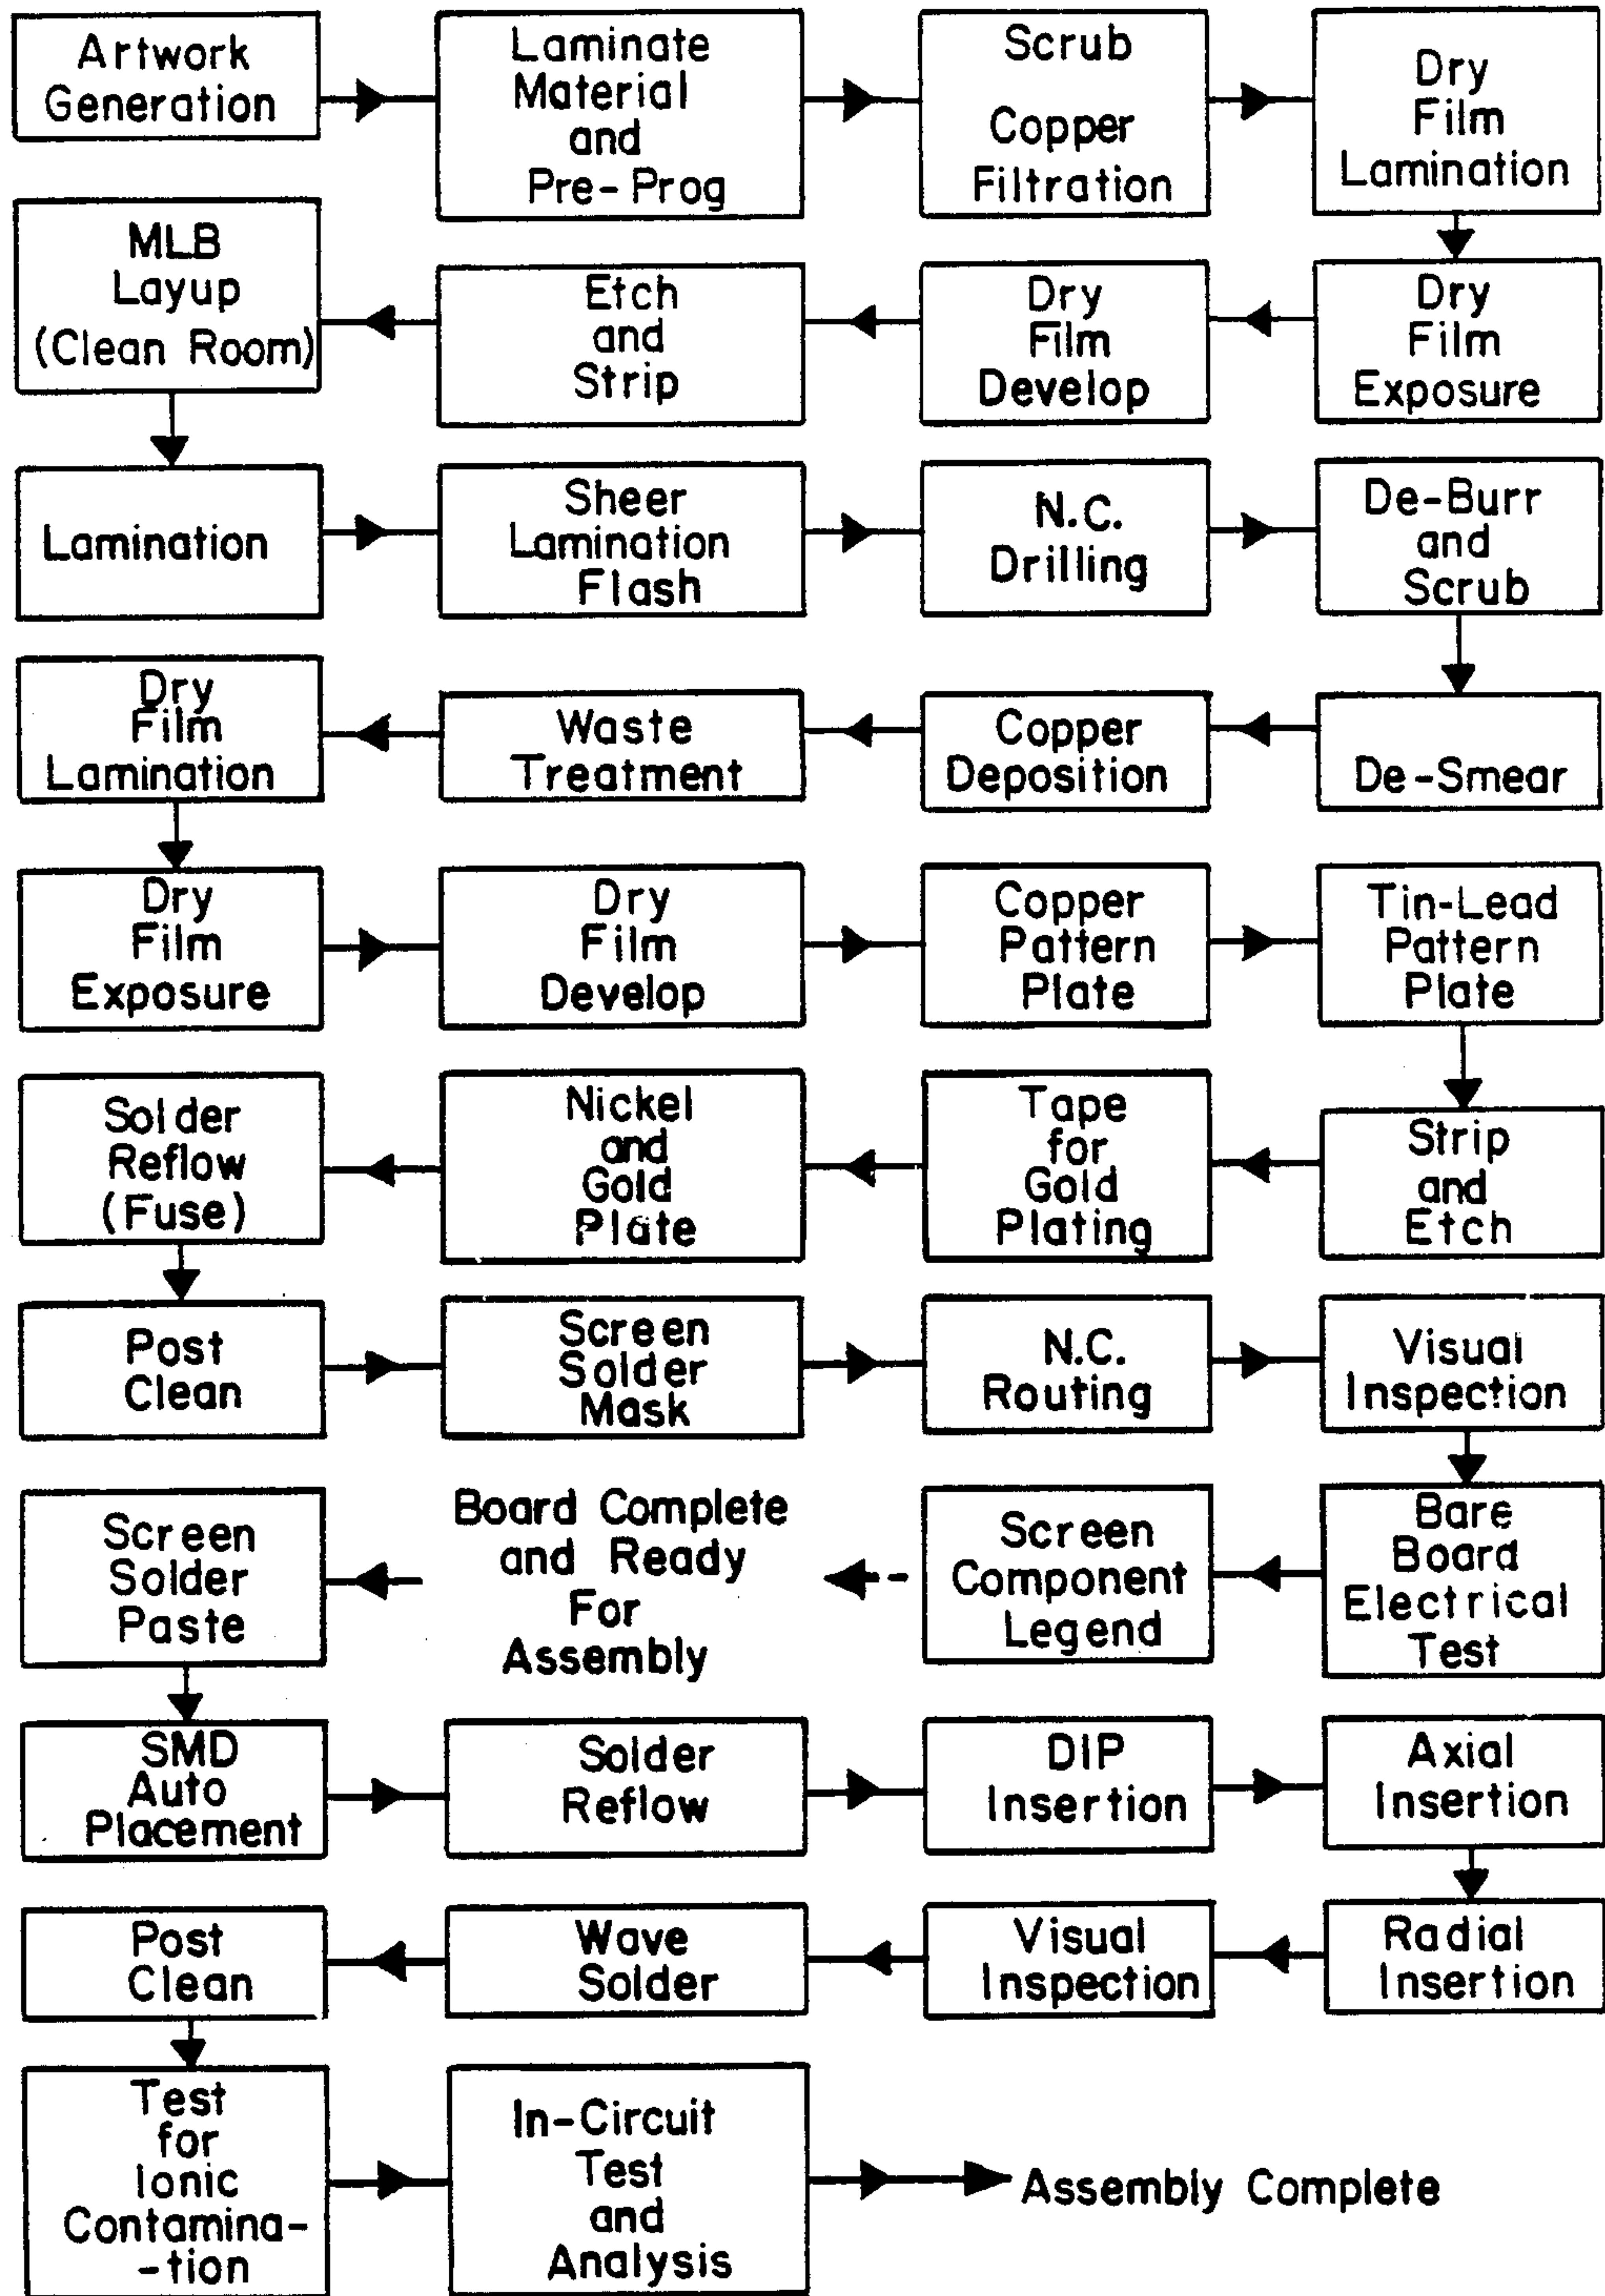 Artwork
Generation
Laminate
Material
and
Pre-Prog
Scrub
Copper
Filtration
Dry
Film
Lamination
Dry
Film
Exposure
Dry
Film
Develop
Etch
and
Strip
MLB
Layup
(Clean Room)
Lamination
Sheer
Lamination
Flash
N.C.
Drilling
De-Burr
and
Scrub
De-Smear
Copper
Deposition
Waste
Treatment
Dry
Film
Lamination
Dry
Film
Exposure
Dry
Film
Develop
Copper
Pattern
Plate
Tin-Lead
Pattern
Plate
Strip
and
Etch
Tape
for
Gold
Plating
Nickel
and
Gold
Plate
Solder
Reflow
(Fuse)
Post
Clean
Screen
Solder
Mask
N.C.
Routing
Visual
Inspection
Bare
Board
Electrical
Test
Screen
Component
Legend
Board Complete
and Ready
For
Assembly
Screen
Solder
Paste
SMD
Auto
Placement
Solder
Reflow
DIP
Insertion
Axial
Insertion
Radial
Insertion
Visual
Inspection
Wave
Solder
Post
Clean
Test
for
Ionic
Contamina-
-tion
In-Circuit
Test
and
Analysis
Assembly Complete